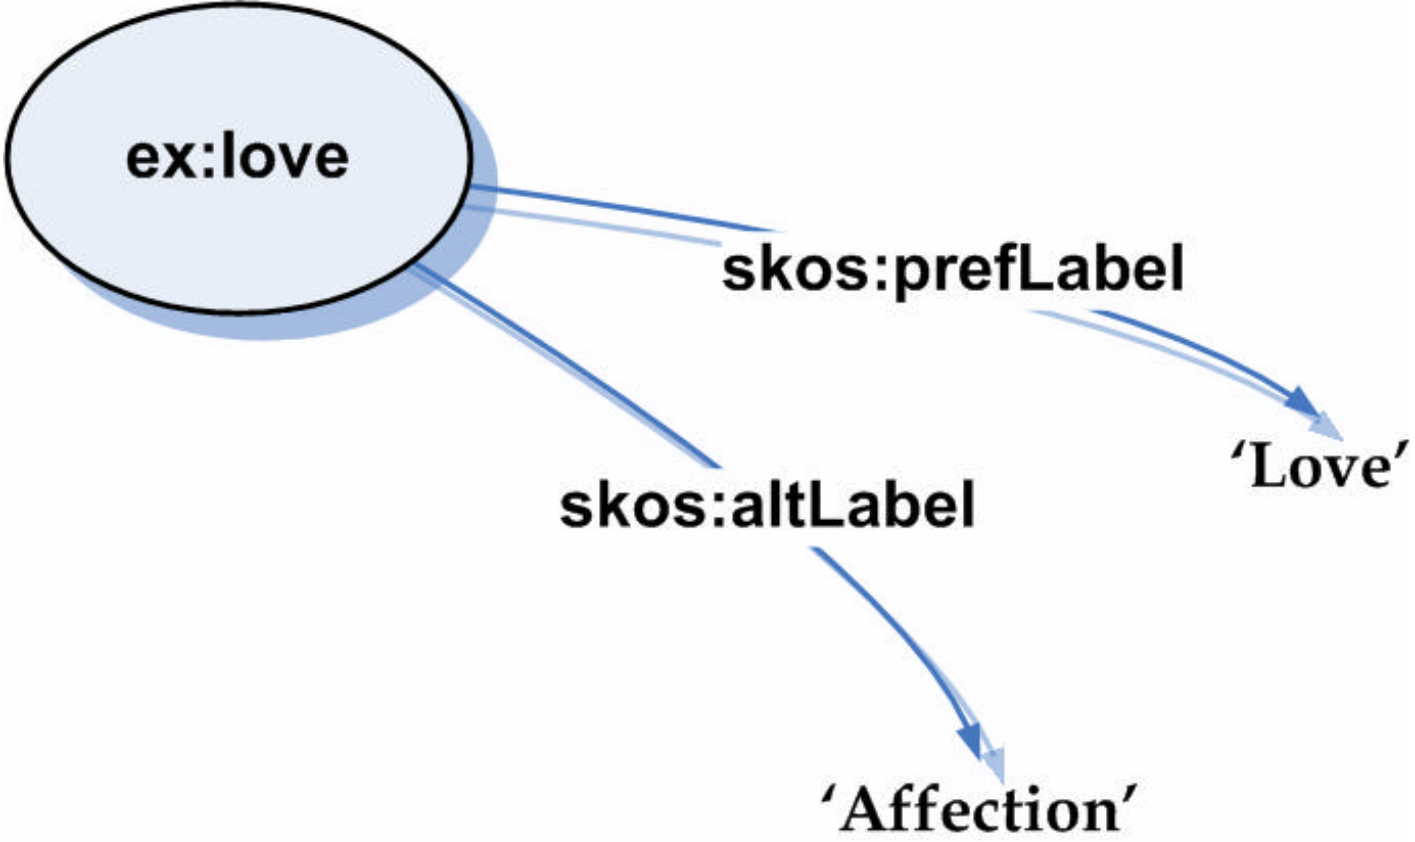 ex:love
skos:prefLabel
‘Love’
skos:altLabel
‘Affection’